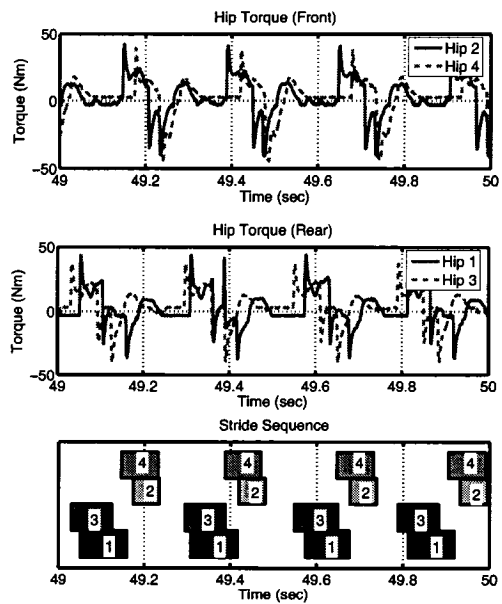 Hip Torque (Front)
Torque (Nm)
50
0
−50
Hip 2
Hip 4
49 49.2 49.4 49.6 49.8 50
Time (sec)
Hip Torque (Rear)
Torque (Nm)
50
0
−50
Hip 1
Hip 3
49 49.2 49.4 49.6 49.8 50
Time (sec)
Stride Sequence
4 4 4 4
2 2 2 2
3 3 3 3
1 1 1 1
49 49.2 49.4 49.6 49.8 50
Time (sec)